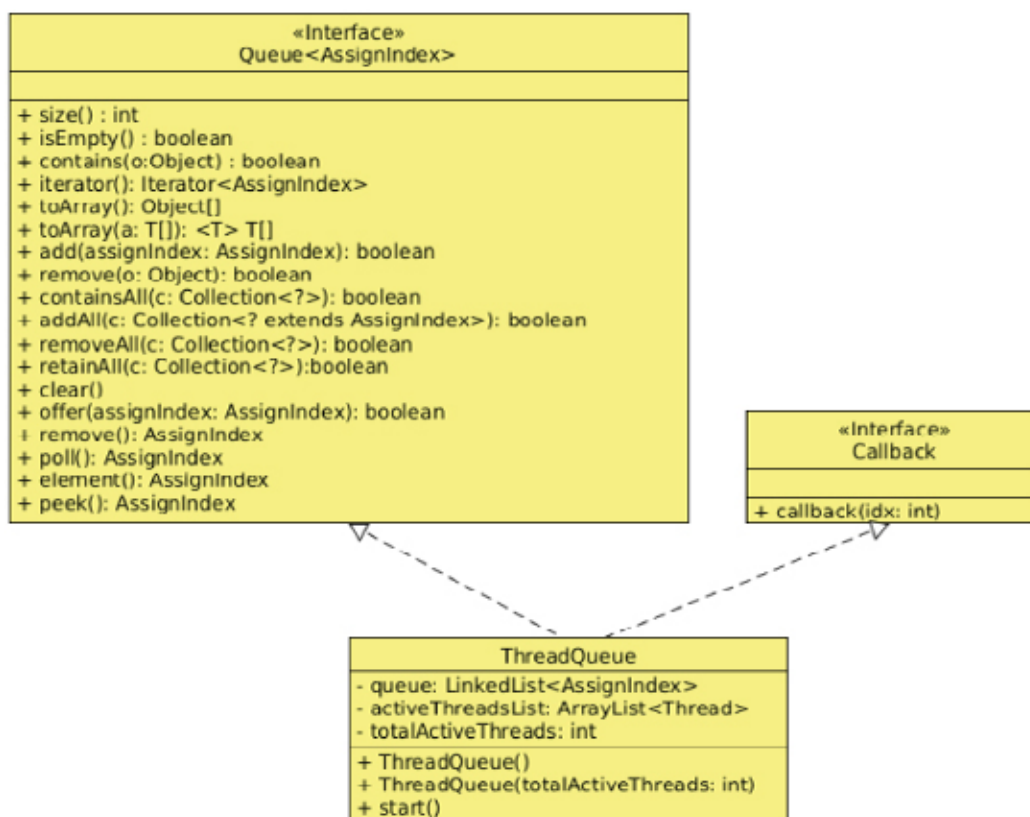 «Interface»
Queue<AssignIndex>
+ size() : int
+ isEmpty() : boolean
+ contains(o:Object) : boolean
+ iterator(): Iterator<AssignIndex>
+ toArray(): Object[]
+ toArray(a: T[]): <T> T[]
+ add(assignIndex: AssignIndex): boolean
+ remove(o: Object): boolean
+ containsAll(c: Collection<?>): boolean
+ addAll(c: Collection<? extends AssignIndex>): boolean
+ removeAll(c: Collection<?>): boolean
+ retainAll(c: Collection<?>):boolean
+ clear()
+ offer(assignIndex: AssignIndex): boolean
+ remove(): AssignIndex
+ poll(): AssignIndex
+ element(): AssignIndex
+ peek(): AssignIndex
«Interface»
Callback
+ callback(idx: int)
ThreadQueue
- queue: LinkedList<AssignIndex>
- activeThreadsList: ArrayList<Thread>
- totalActiveThreads: int
+ ThreadQueue()
+ ThreadQueue(totalActiveThreads: int)
+ start()